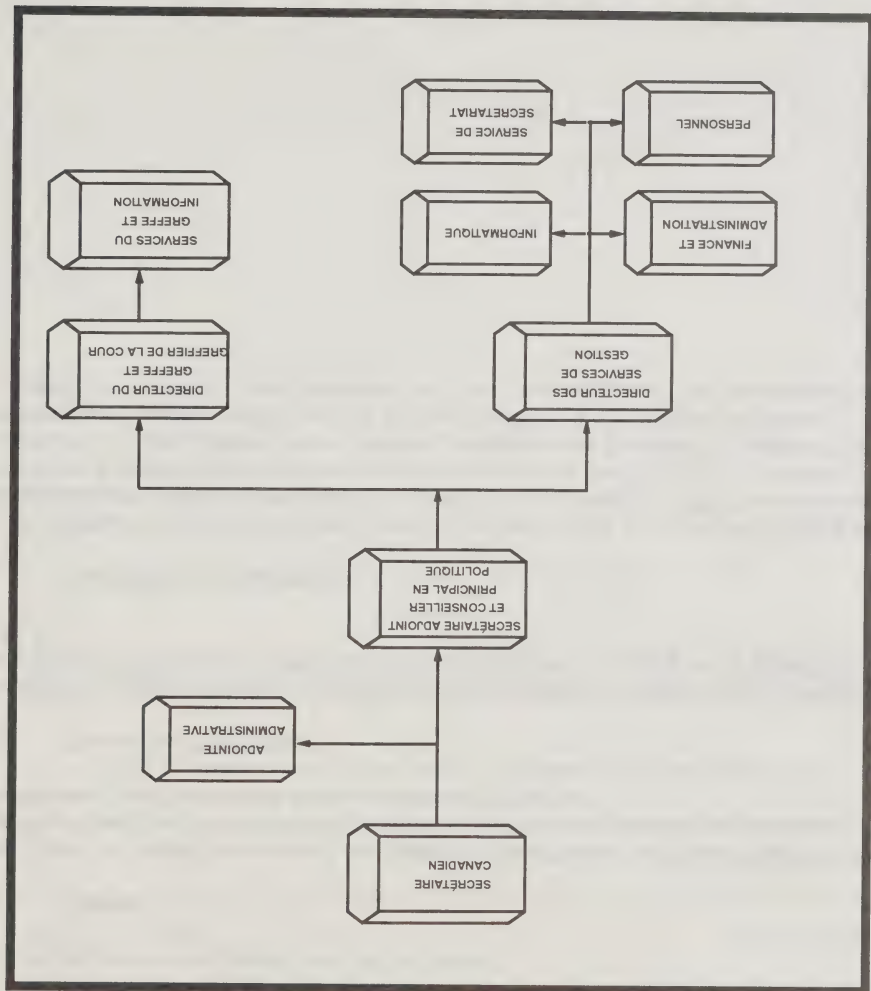 SECRÉTAIRE
CANADIEN
ADJOINTE
ADMINISTRATIVE
SECRÉTAIRE ADJOINT
ET CONSEILLER
PRINCIPAL EN
POLITIQUE
DIRECTEUR DES
SERVICES DE
GESTION
DIRECTEUR DU
GREFFE ET
GREFFIER DE LA COUR
FINANCE ET
ADMINISTRATION
INFORMATIQUE
SERVICES DU
GREFFE ET
INFORMATION
PERSONNEL
SERVICE DE
SECRETARIAT